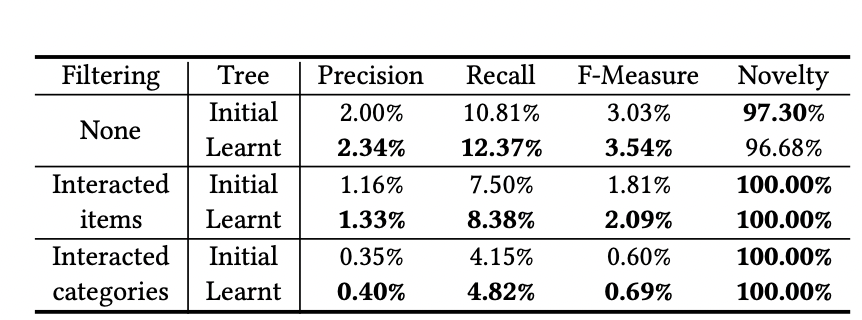 Filtering Tree Precision Recall F-Measure Novelty
None Initial 2.00% 10.81% 3.03% 97.30%
Learnt 2.34% 12.37% 3.54% 96.68%
Interacted Initial 1.16% 7.50% 1.81% 100.00%
items Learnt 1.33% 8.38% 2.09% 100.00%
Interacted Initial 0.35% 4.15% 0.60% 100.00%
categories Learnt 0.40% 4.82% 0.69% 100.00%